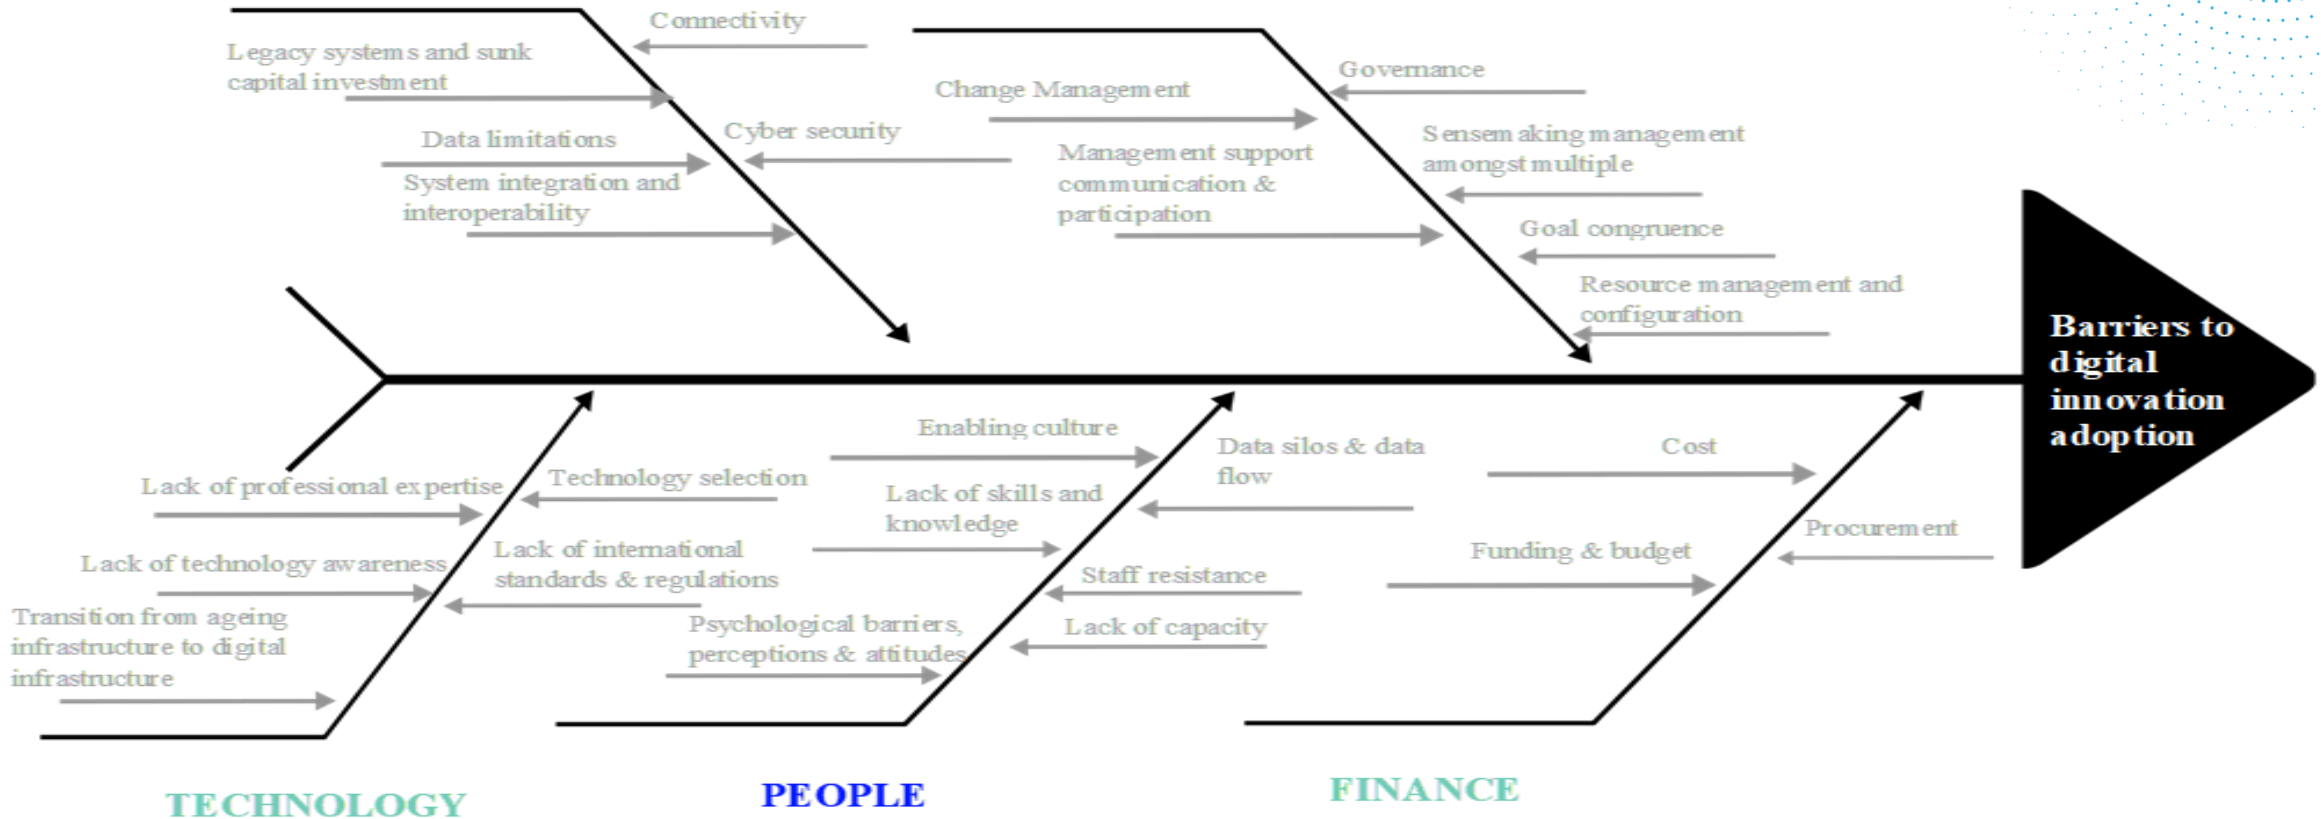 Connectivity
Legacy systems and sunk
capital investment
Data limitations
Cyber security
System integration and
interoperability
Governance
Change Management
Sensemaking management
amongst multiple
Management support
communication &
participation
Goal congruence
Resource management and
configuration
Barriers to
digital
innovation
adoption
Lack of professional expertise
Technology selection
Lack of technology awareness
Lack of international
standards & regulations
Transition from ageing
infrastructure to digital
infrastructure
Enabling culture
Data silos & data
flow
Lack of skills and
knowledge
Staff resistance
Psychological barriers,
perceptions & attitudes
Lack of capacity
Cost
Procurement
Funding & budget
TECHNOLOGY
PEOPLE
FINANCE